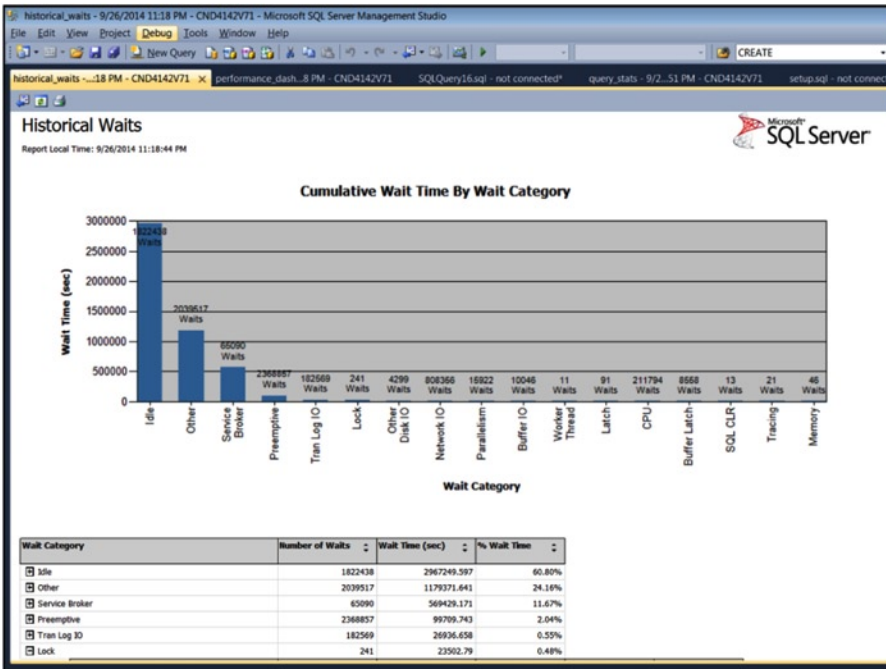 historical_waits - 9/26/2014 11:18 PM - CND4142V71 - Microsoft SQL Server Management Studio
File Edit View Project Debug Tools Window Help
New Query CREATE
historical_waits -...:18 PM - CND4142V71 × performance_dash...8 PM - CND4142V71 SQLQuery16.sql - not connected* query_stats - 9/2...51 PM - CND4142V71 setup.sql - not connec
Historical Waits
Microsoft®
SQL Server
Report Local Time: 9/26/2014 11:18:44 PM
Cumulative Wait Time By Wait Category
Wait Time (sec)
3000000
2500000
2000000
1500000
1000000
500000
0
1822438 Waits
2039517 Waits
65090 Waits
2368857 Waits
182569 Waits
241 Waits
4299 Waits
808356 Waits
15922 Waits
10046 Waits
11 Waits
91 Waits
211794 Waits
8558 Waits
13 Waits
21 Waits
46 Waits
Idle
Other
Service Broker
Preemptive
Tran Log IO
Lock
Other Disk IO
Network IO
Parallelism
Buffer IO
Worker Thread
Latch
CPU
Buffer Latch
SQL CLR
Tracing
Memory
Wait Category
Wait Category Number of Waits Wait Time (sec) % Wait Time
Idle 1822438 2967249.597 60.80%
Other 2039517 1179371.641 24.16%
Service Broker 65090 569429.171 11.67%
Preemptive 2368857 99709.743 2.04%
Tran Log IO 182569 26936.658 0.55%
Lock 241 23502.79 0.48%